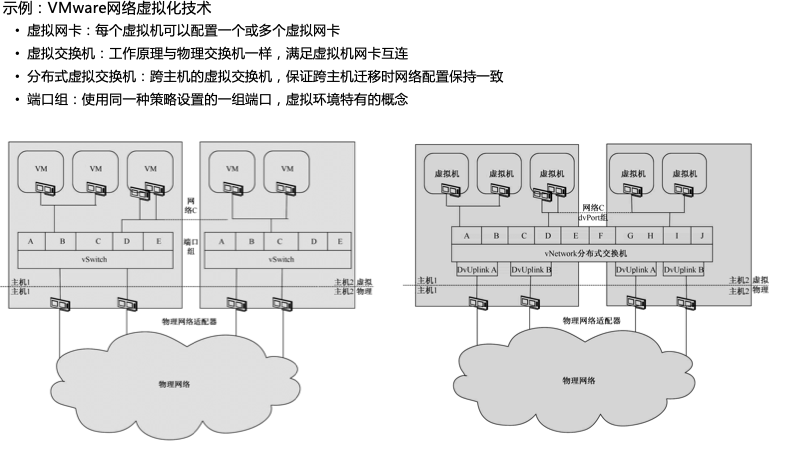 示例：VMware网络虚拟化技术
• 虚拟网卡：每个虚拟机可以配置一个或多个虚拟网卡
• 虚拟交换机：工作原理与物理交换机一样，满足虚拟机网卡互连
• 分布式虚拟交换机：跨主机的虚拟交换机，保证跨主机迁移时网络配置保持一致
• 端口组：使用同一种策略设置的一组端口，虚拟环境特有的概念
VM VM VM VM VM
网
络C
A B C D E
端口
组
A B C D E
vSwitch vSwitch
主机1 主机2 虚拟
主机1 主机2 物理
物理网络适配器
物理网络
虚拟机 虚拟机 虚拟机 虚拟机 虚拟机
网络C
dvPort组
A B C D E F G H I J
vNetwork分布式交换机
DvUplink A DvUplink B DvUplink A DvUplink B
主机1 主机2 虚拟
主机1 主机2 物理
物理网络适配器
物理网络